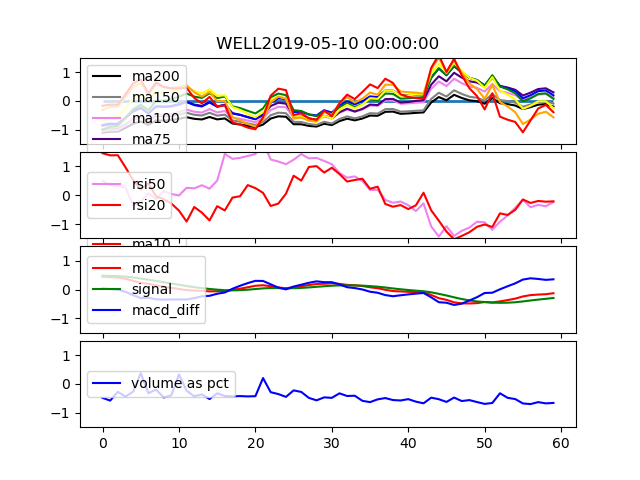 WELL2019-05-10 00:00:00
1
0
−1
ma200
ma150
ma100
ma75
1
0
−1
rsi50
rsi20
ma10
1
0
−1
macd
signal
macd_diff
1
0
−1
volume as pct
0 10 20 30 40 50 60